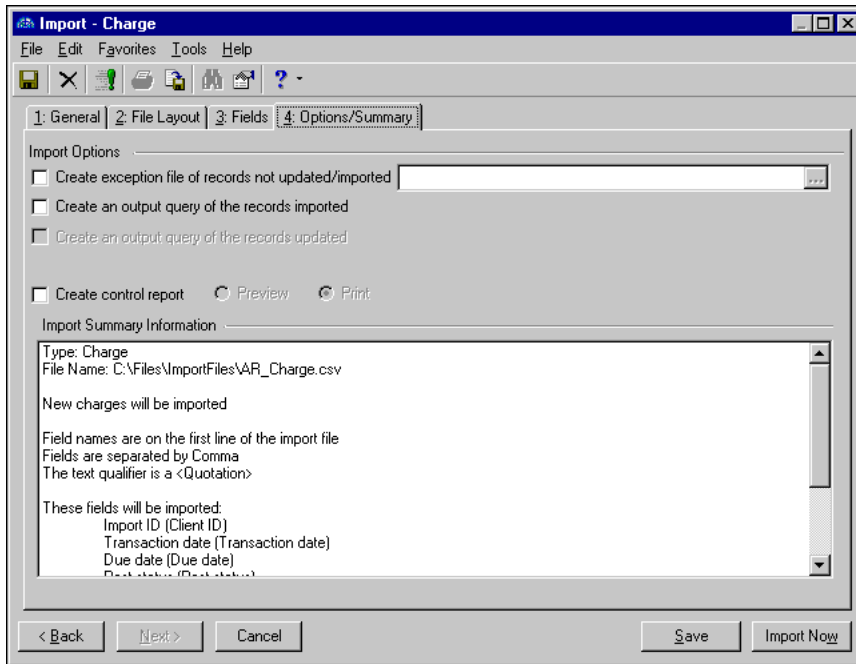 Import - Charge
File Edit Favorites Tools Help
?
1: General 2: File Layout 3: Fields 4: Options/Summary
Import Options
Create exception file of records not updated/imported ...
Create an output query of the records imported
Create an output query of the records updated
Create control report Preview Print
Import Summary Information
Type: Charge
File Name: C:\Files\ImportFiles\AR_Charge.csv
New charges will be imported
Field names are on the first line of the import file
Fields are separated by Comma
The text qualifier is a <Quotation>
These fields will be imported:
Import ID (Client ID)
Transaction date (Transaction date)
Due date (Due date)
Post status (Post status)
< Back Next > Cancel Save Import Now